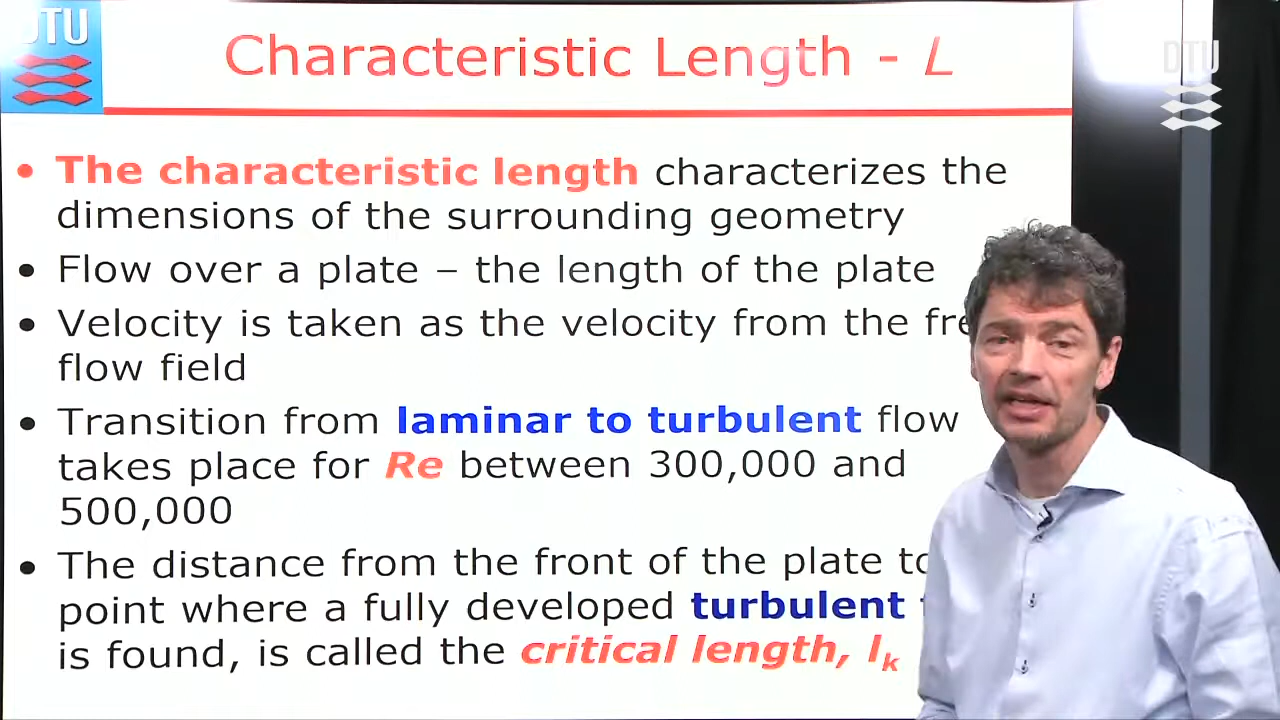 DTU
Characteristic Length - L
DTU
• The characteristic length characterizes the
dimensions of the surrounding geometry
• Flow over a plate – the length of the plate
• Velocity is taken as the velocity from the
flow field
• Transition from laminar to turbulent flow
takes place for Re between 300,000 and
500,000
• The distance from the front of the plate to
point where a fully developed turbulent
is found, is called the critical length, lk